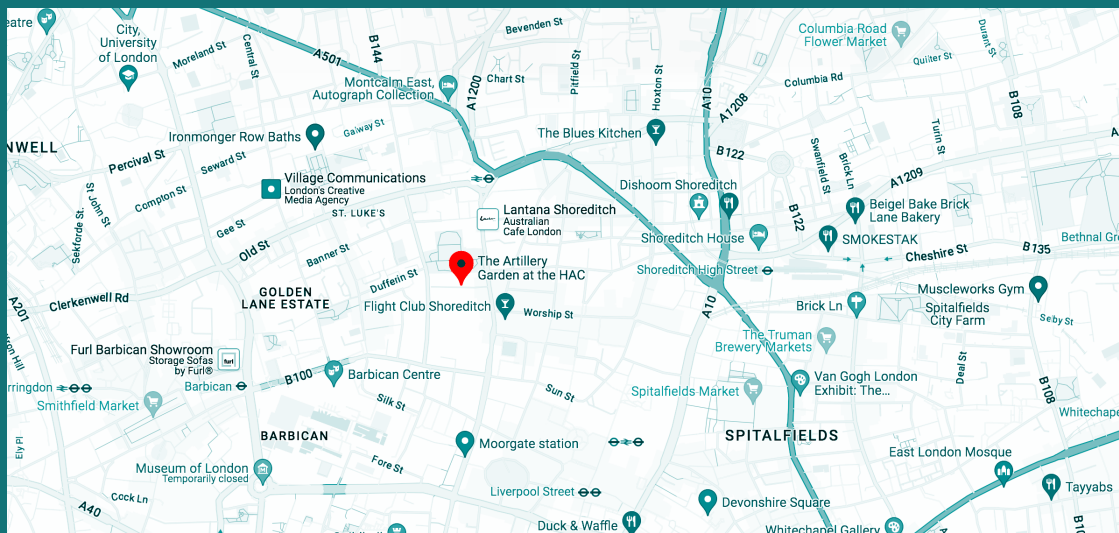 eatre
City,
University
of London
Moreland St
Central St
A501
B144
Bevenden St
Pitfield St
Hoxton St
A10
A1208
Columbia Road
Flower Market
Durant St
Quilter St
Columbia Rd
B108
Montcalm East,
Autograph Collection
Chart St
A1200
Galway St
Ironmonger Row Baths
The Blues Kitchen
B122
Swanfield St
Brick Ln
Turin St
A1209
NWELL
Percival St
Seward St
Compton St
St John St
Sekforde St.
Village Communications
London's Creative
Media Agency
ST. LUKE'S
Gee St
Old St
Banner St
Dufferin St
Lantana Shoreditch
Australian
Cafe London
Dishoom Shoreditch
Shoreditch House
Shoreditch High Street
B122
Beigel Bake Brick
Lane Bakery
SMOKESTAK
Cheshire St
B135
Bethnal Gr
The Artillery
Garden at the HAC
Flight Club Shoreditch
Worship St
GOLDEN
LANE ESTATE
Clerkenwell Rd
A201
A10
Brick Ln
Muscleworks Gym
Spitalfields
City Farm
Seby St
Furl Barbican Showroom
Storage Sofas
by Furl®
furl
The Truman
Brewery Markets
Deal St
B108
rringdon
Barbican
B100
Barbican Centre
Smithfield Market
Silk St
Sun St
Spitalfields Market
Van Gogh London
Exhibit: The...
Whitechape
Ely Pl
BARBICAN
Moorgate station
SPITALFIELDS
Fore St
Museum of London
Temporarily closed
Cock Ln
A40
Liverpool Street
Devonshire Square
East London Mosque
Tayyabs
Duck & Waffle
Whitechapel Gallery